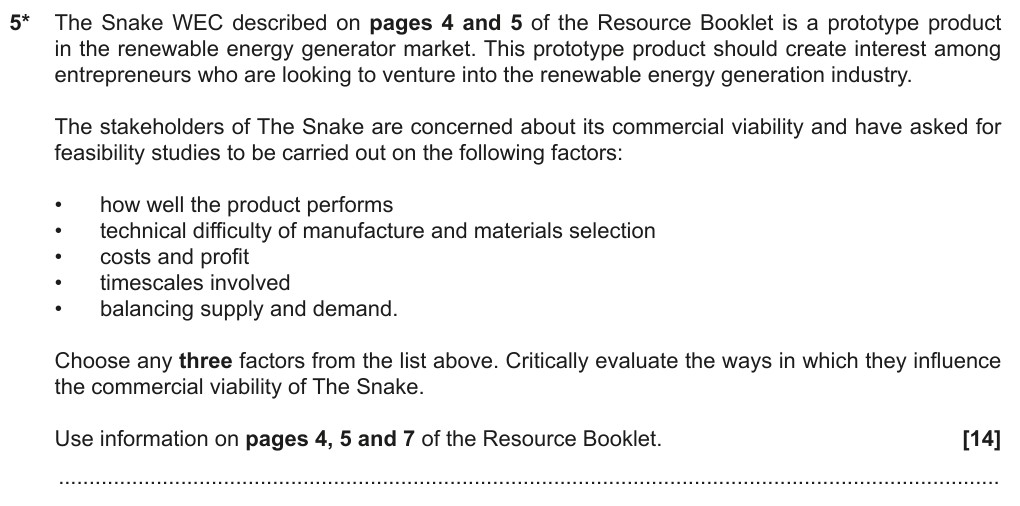 5* The Snake WEC described on pages 4 and 5 of the Resource Booklet is a prototype product
in the renewable energy generator market. This prototype product should create interest among
entrepreneurs who are looking to venture into the renewable energy generation industry.
The stakeholders of The Snake are concerned about its commercial viability and have asked for
feasibility studies to be carried out on the following factors:
• how well the product performs
• technical difficulty of manufacture and materials selection
• costs and profit
• timescales involved
• balancing supply and demand.
Choose any three factors from the list above. Critically evaluate the ways in which they influence
the commercial viability of The Snake.
Use information on pages 4, 5 and 7 of the Resource Booklet. [14]